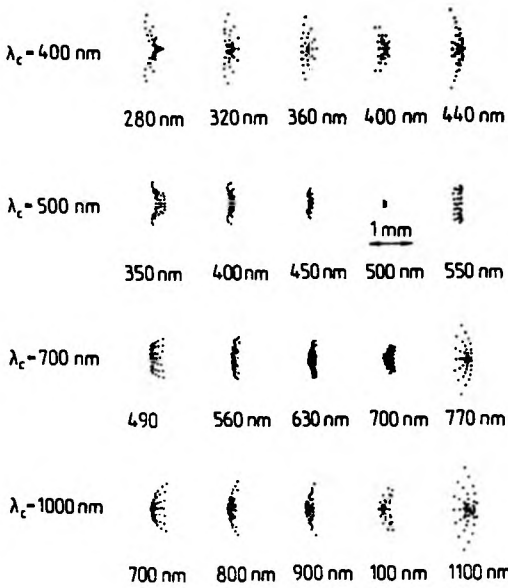 λc = 400 nm
280 nm 320 nm 360 nm 400 nm 440 nm
λc = 500 nm
1 mm
350 nm 400 nm 450 nm 500 nm 550 nm
λc = 700 nm
490 560 nm 630 nm 700 nm 770 nm
λc = 1000 nm
700 nm 800 nm 900 nm 100 nm 1100 nm